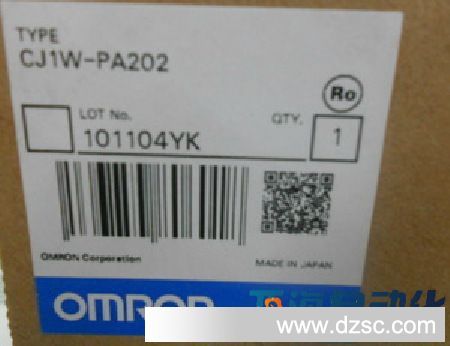 TYPE
CJ1W-PA202
Ro
LOT No. QTY.
101104YK 1
OMRON Corporation MADE IN JAPAN
OMRON
www.dzsc.com